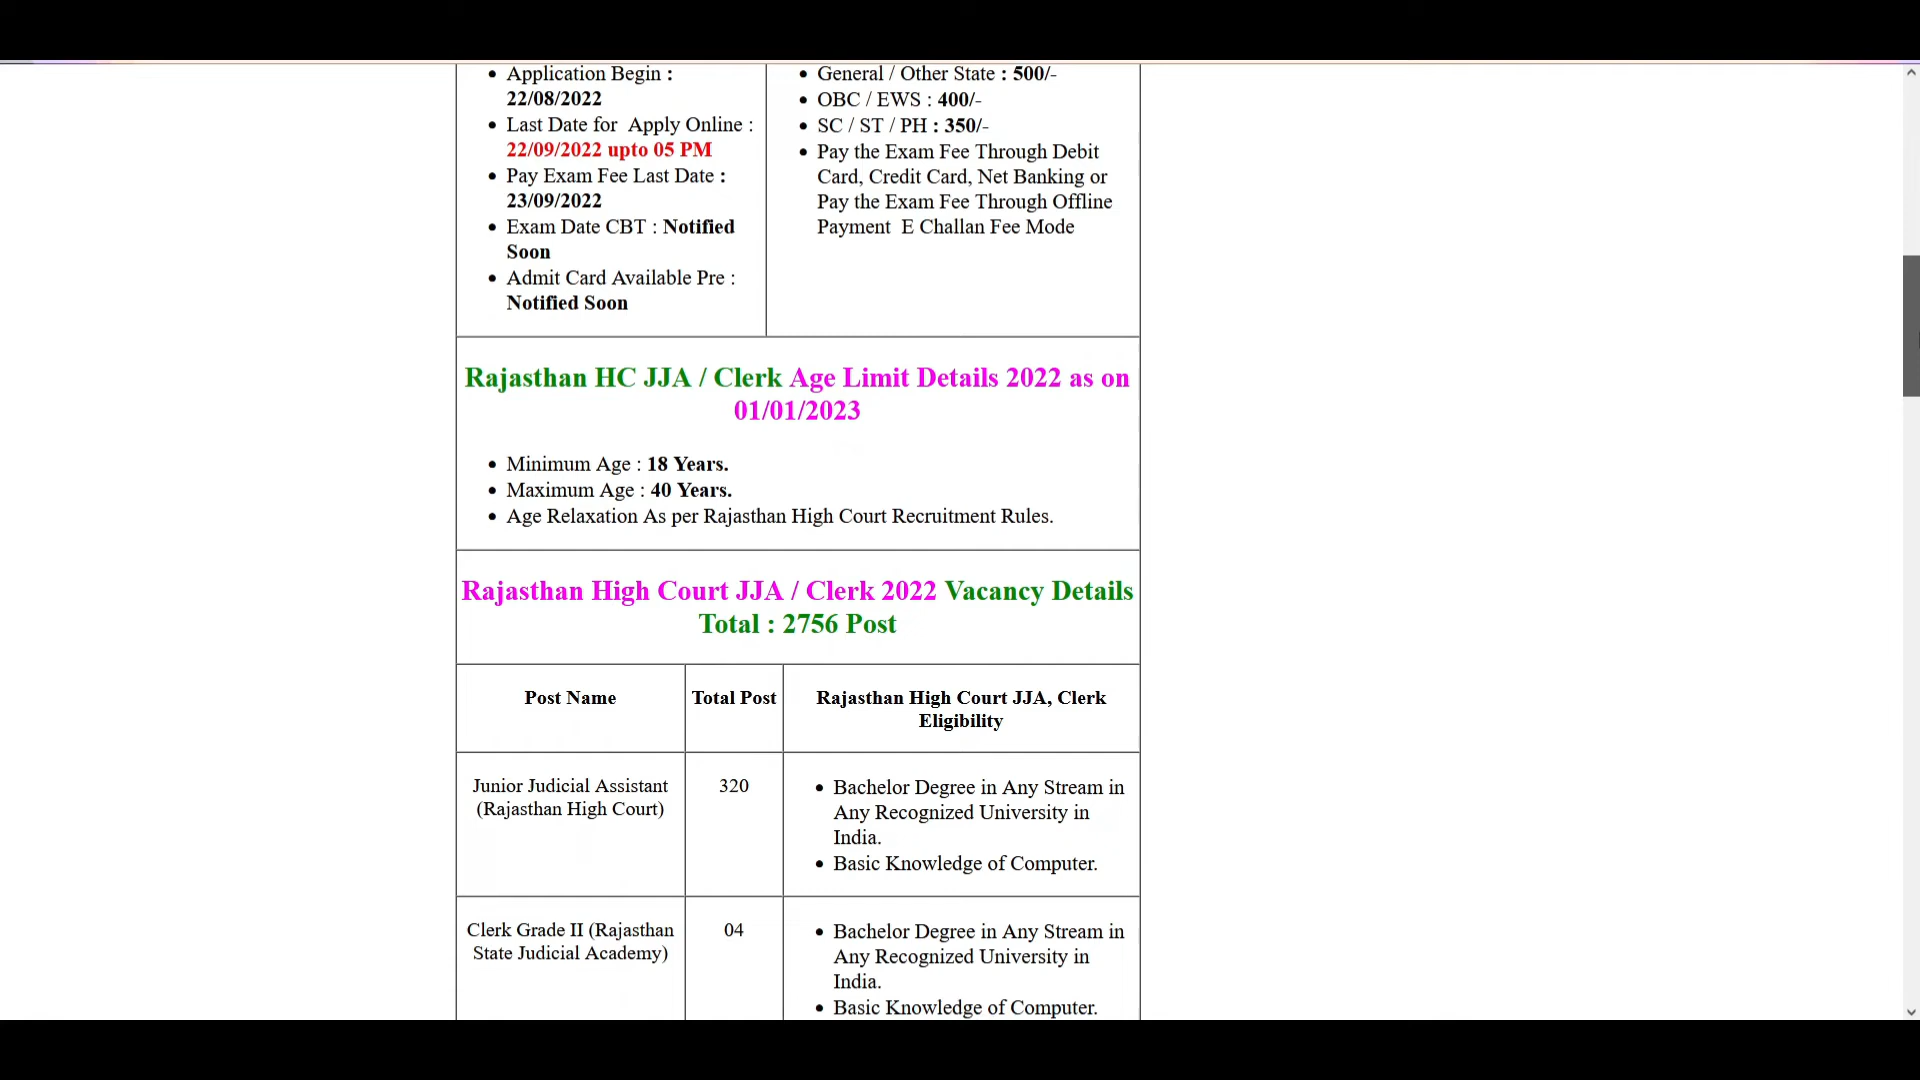 Application Begin :
22/08/2022
Last Date for  Apply Online :
22/09/2022 upto 05 PM
Pay Exam Fee Last Date :
23/09/2022
Exam Date CBT : Notified
Soon
Admit Card Available Pre :
Notified Soon
General / Other State : 500/-
OBC / EWS : 400/-
SC / ST / PH : 350/-
Pay the Exam Fee Through Debit
Card, Credit Card, Net Banking or
Pay the Exam Fee Through Offline
Payment  E Challan Fee Mode
Rajasthan HC JJA / Clerk Age Limit Details 2022 as on
01/01/2023
Minimum Age : 18 Years.
Maximum Age : 40 Years.
Age Relaxation As per Rajasthan High Court Recruitment Rules.
Rajasthan High Court JJA / Clerk 2022 Vacancy Details
Total : 2756 Post
Post Name
Total Post
Rajasthan High Court JJA, Clerk
Eligibility
Junior Judicial Assistant
(Rajasthan High Court)
320
Bachelor Degree in Any Stream in
Any Recognized University in
India.
Basic Knowledge of Computer.
Clerk Grade II (Rajasthan
State Judicial Academy)
04
Bachelor Degree in Any Stream in
Any Recognized University in
India.
Basic Knowledge of Computer.